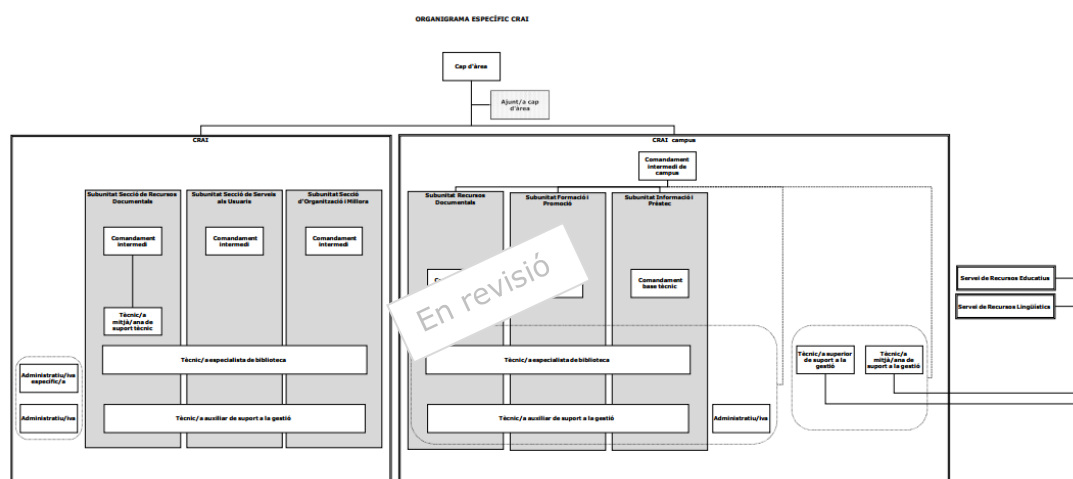 ORGANIGRAMA ESPECÍFIC CRAI
Cap d'àrea
Ajunt/a cap
d'àrea
CRAI
Subunitat Secció de Recursos
Documentals
Subunitat Secció de Serveis
als Usuaris
Subunitat Secció
d'Organització i Millora
Comandament
intermedi
Comandament
intermedi
Comandament
intermedi
Tècnic/a
mitjà/ana de
suport tècnic
Tècnic/a especialista de biblioteca
Administratiu/iva
específic/a
Administratiu/iva
Tècnic/a auxiliar de suport a la gestió
CRAI campus
Comandament
intermedi de
campus
Subunitat Recursos
Documentals
Subunitat Formació i
Promoció
Subunitat Informació i
Préstec
Comandament
base tècnic
En revisió
Tècnic/a especialista de biblioteca
Tècnic/a auxiliar de suport a la gestió
Administratiu/iva
Tècnic/a superior
de suport a la
gestió
Tècnic/a
mitjà/ana de
suport a la gestió
Servei de Recursos Educatius
Servei de Recursos Lingüístics